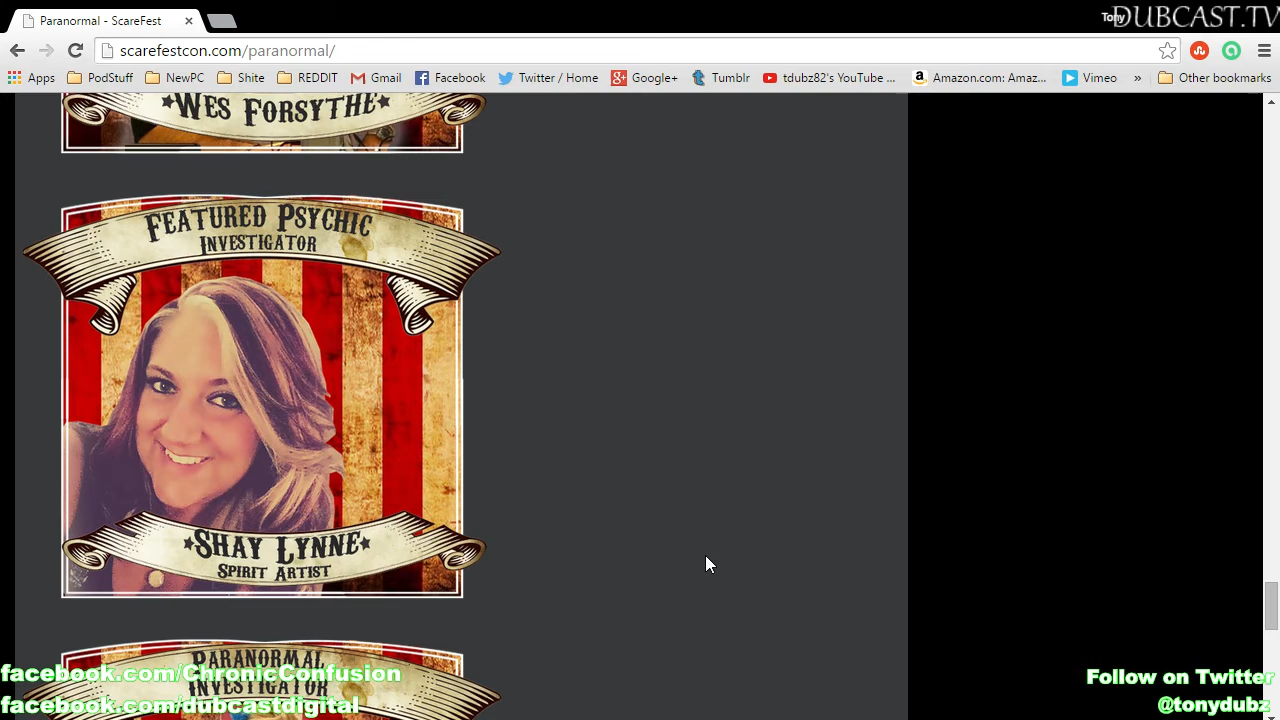 Paranormal - ScareFest
Tony DUBCAST.TV
scarefestcon.com/paranormal/
Apps PodStuff NewPC Shite REDDIT Gmail Facebook Twitter / Home Google+ Tumblr tdubz82's YouTube ... Amazon.com: Amaz... Vimeo » Other bookmarks
WES FORSYTHE
FEATURED PSYCHIC
INVESTIGATOR
SHAY LYNNE
SPIRIT ARTIST
PARANORMAL
INVESTIGATOR
facebook.com/ChronicConfusion
facebook.com/dubcastdigital
Follow on Twitter
@tonydubz